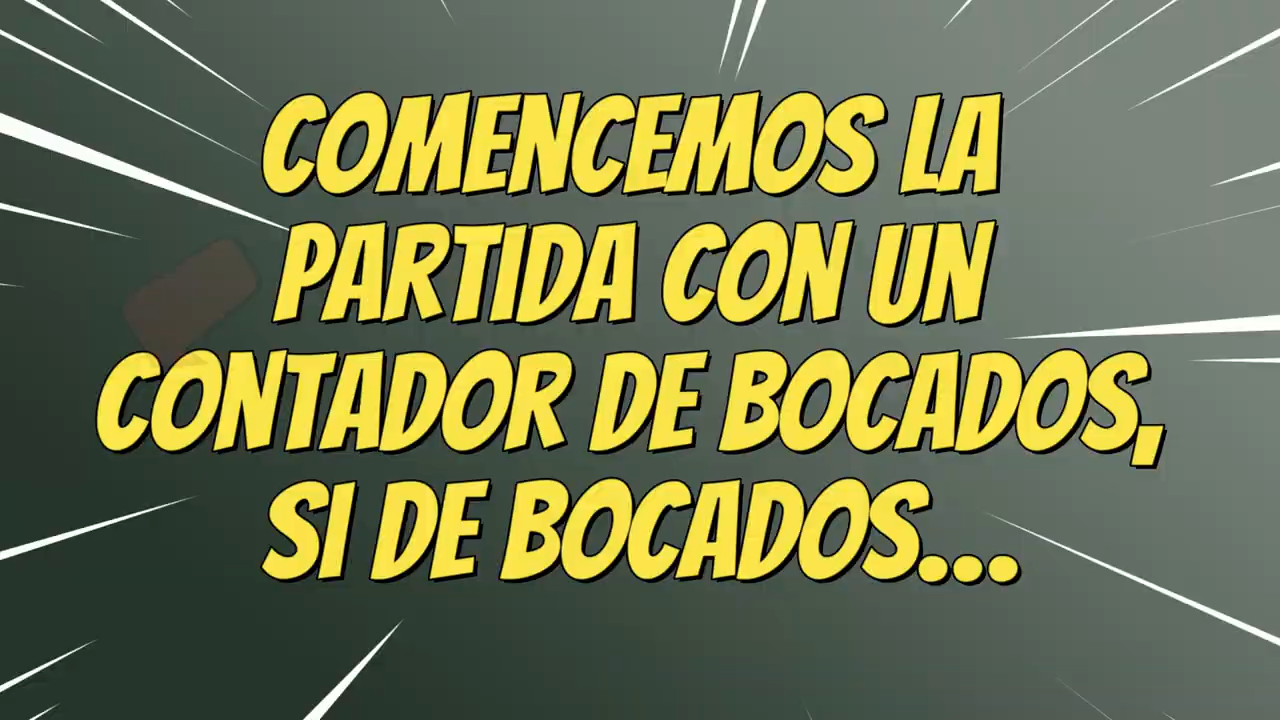 COMENCEMOS LA
PARTIDA CON UN
CONTADOR DE BOCADOS,
SI DE BOCADOS...